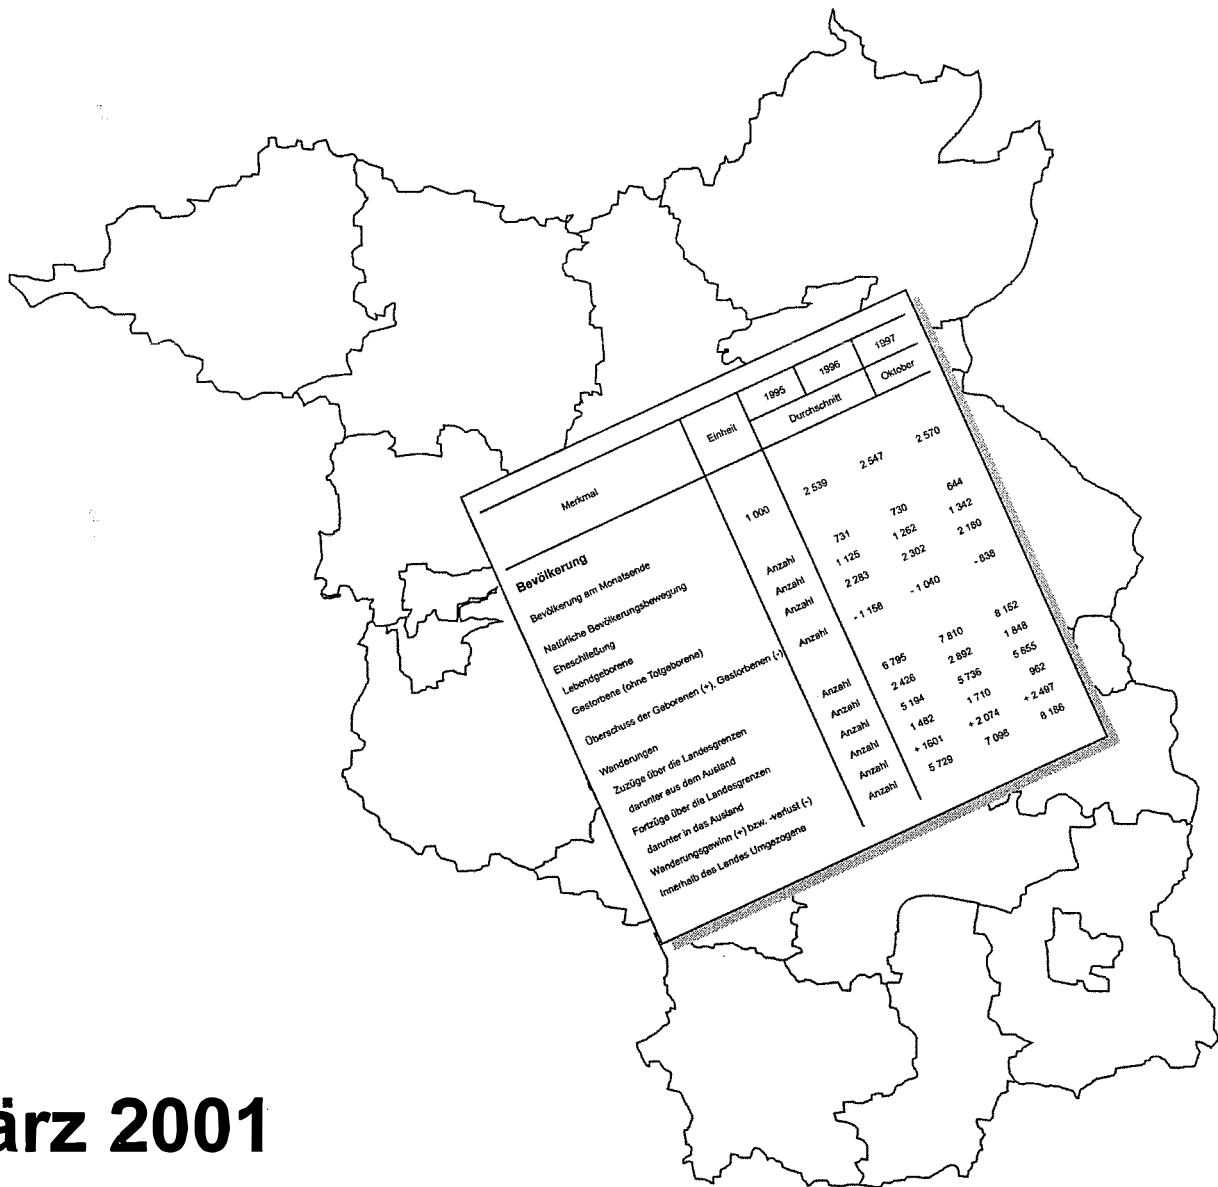 Merkmal Einheit 1995 1996 1997
Durchschnitt Oktober
Bevölkerung
Bevölkerung am Monatsende 1 000 2 539 2 547 2 570
Natürliche Bevölkerungsbewegung
Eheschließung Anzahl 731 730 644
Lebendgeborene Anzahl 1 125 1 262 1 342
Gestorbene (ohne Totgeborene) Anzahl 2 283 2 302 2 180
Überschuss der Geborenen (+), Gestorbenen (-) Anzahl - 1 158 - 1 040 - 838
Wanderungen
Zuzüge über die Landesgrenzen Anzahl 6 795 7 810 8 152
darunter aus dem Ausland Anzahl 2 426 2 892 1 848
Fortzüge über die Landesgrenzen Anzahl 5 194 5 736 5 655
darunter in das Ausland Anzahl 1 482 1 710 962
Wanderungsgewinn (+) bzw. -verlust (-) Anzahl + 1601 + 2 074 + 2 497
Innerhalb des Landes Umgezogene Anzahl 5 729 7 098 8 186
ärz 2001